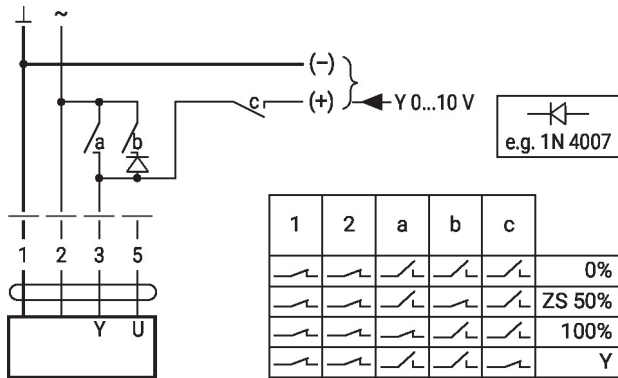 ⊥ ~
(–)
c (+) Y 0...10 V
a b
e.g. 1N 4007
1 2 3 5
Y U
1 2 a b c
0%
ZS 50%
100%
Y